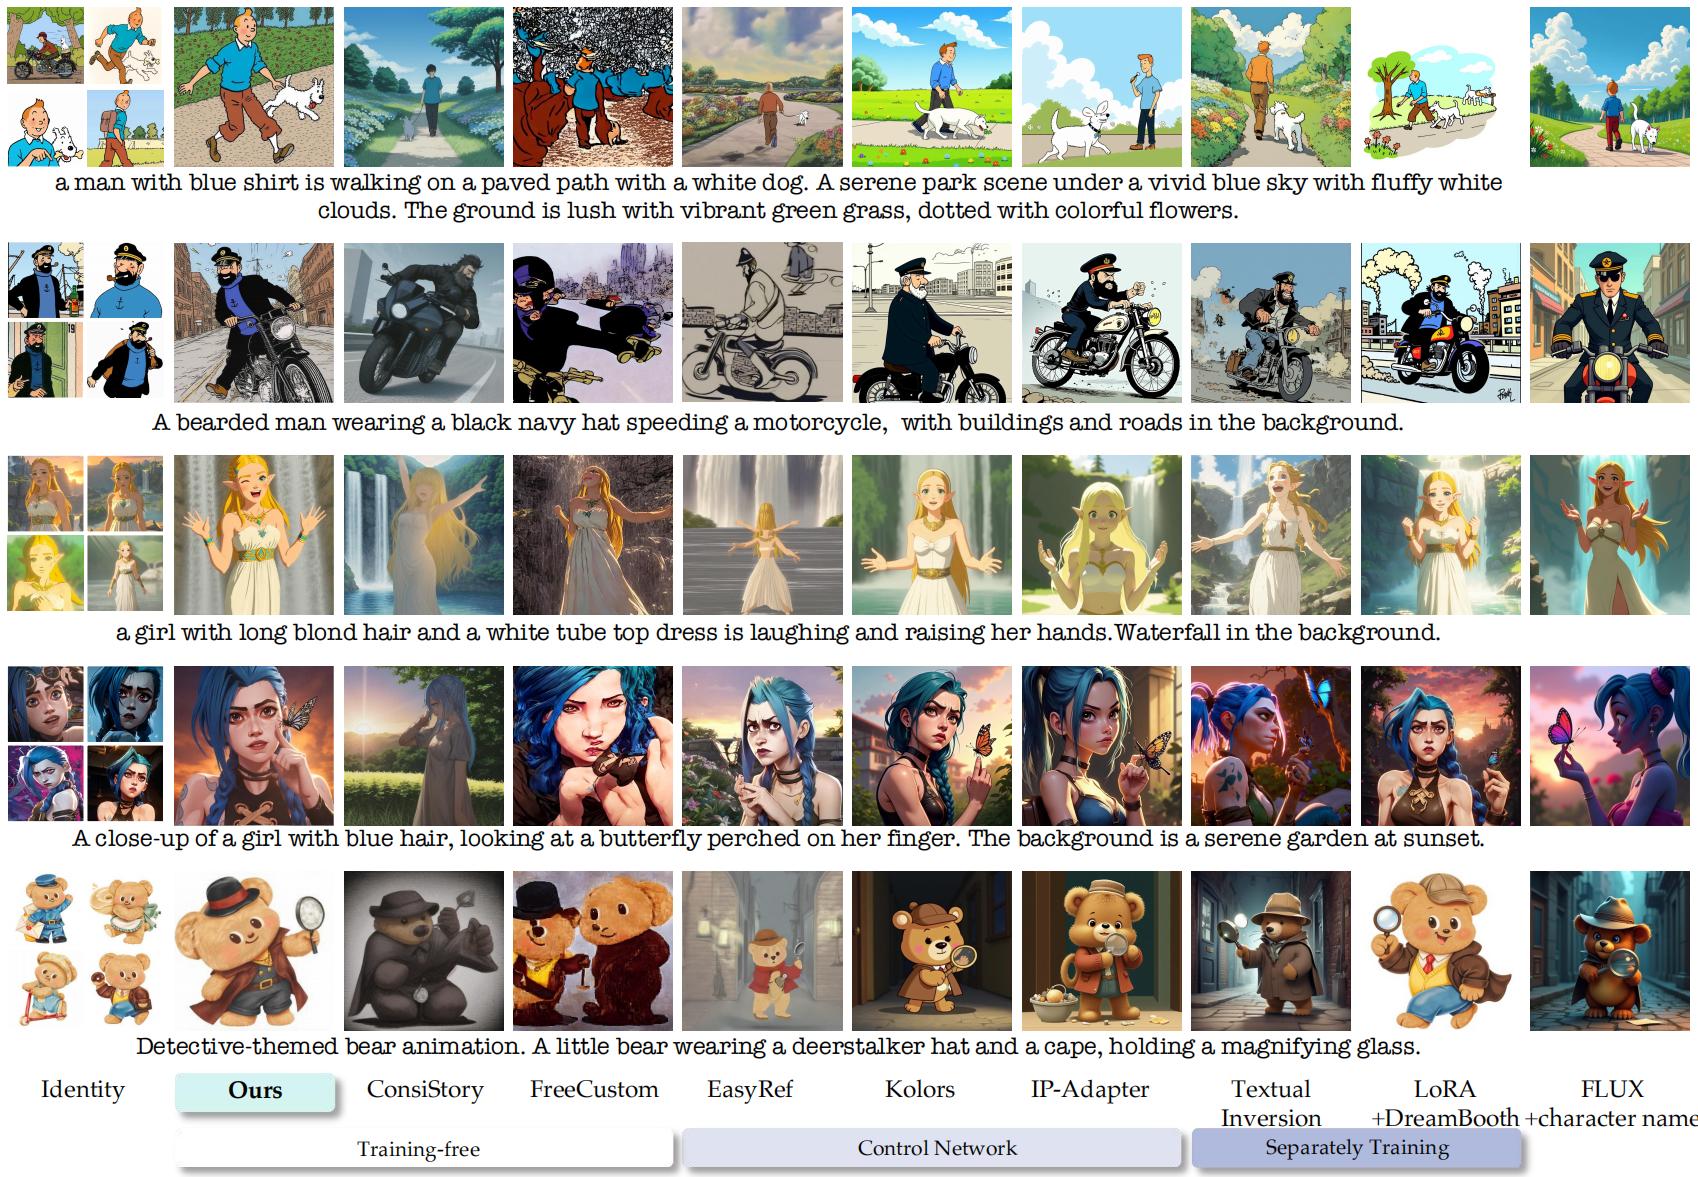 a man with blue shirt is walking on a paved path with a white dog. A serene park scene under a vivid blue sky with fluffy white
clouds. The ground is lush with vibrant green grass, dotted with colorful flowers.
19
A bearded man wearing a black navy hat speeding a motorcycle, with buildings and roads in the background.
a girl with long blond hair and a white tube top dress is laughing and raising her hands.Waterfall in the background.
A close-up of a girl with blue hair, looking at a butterfly perched on her finger. The background is a serene garden at sunset.
Detective-themed bear animation. A little bear wearing a deerstalker hat and a cape, holding a magnifying glass.
Identity Ours ConsiStory FreeCustom EasyRef Kolors IP-Adapter Textual LoRA FLUX
Inversion +DreamBooth +character name
Training-free Control Network Separately Training